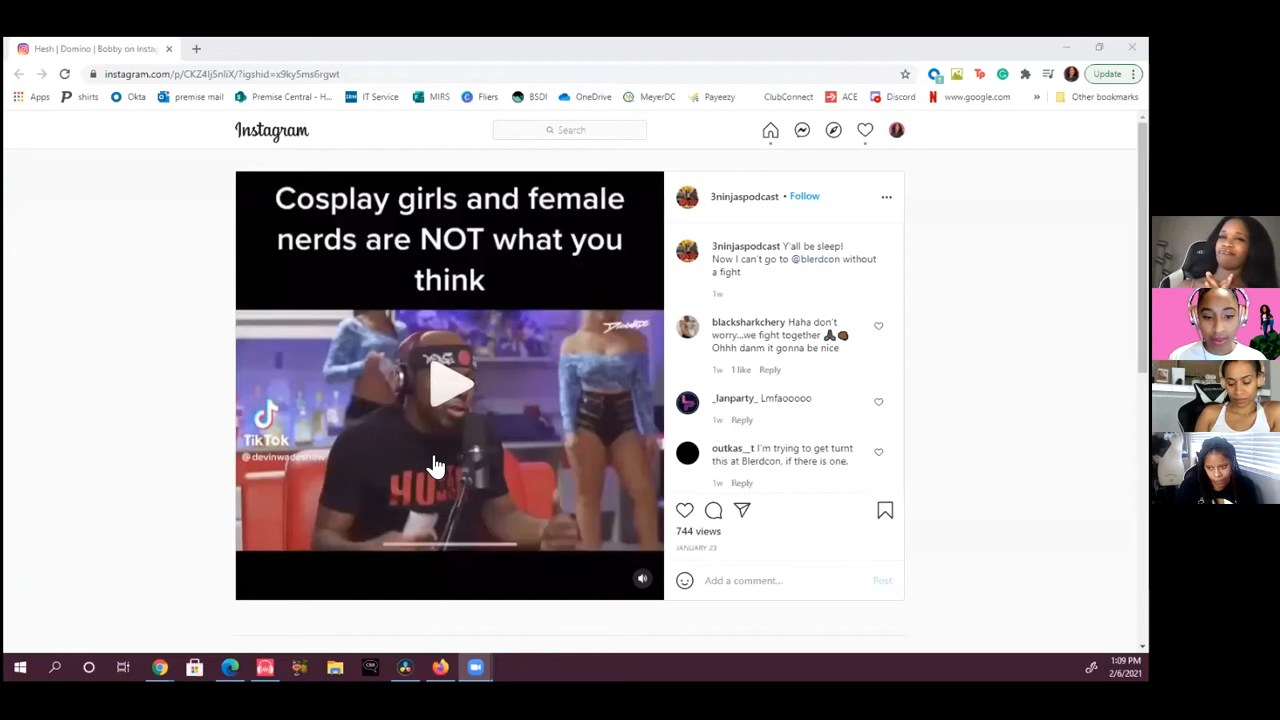 Hesh | Domino | Bobby on Instag
instagram.com/p/CKZ4Ij5nliX/?igshid=x9ky5ms6rgwt
Update
Apps shirts Okta premise mail Premise Central - H... IT Service MIRS Fliers BSDI OneDrive MeyerDC Payeezy ClubConnect ACE Discord www.google.com » Other bookmarks
Instagram
Search
Cosplay girls and female
nerds are NOT what you
think
TikTok
@devinwadeshow
3ninjaspodcast • Follow
3ninjaspodcast Y'all be sleep!
Now I can't go to @blerdcon without
a fight
1w
blacksharkchery Haha don't
worry...we fight together 🙏🏿👊🏿
Ohhh danm it gonna be nice
1w 1 like Reply
_lanparty_ Lmfaooooo
1w Reply
outkas__t I'm trying to get turnt
this at Blerdcon, if there is one.
1w Reply
744 views
JANUARY 23
Add a comment... Post
1:09 PM
2/6/2021